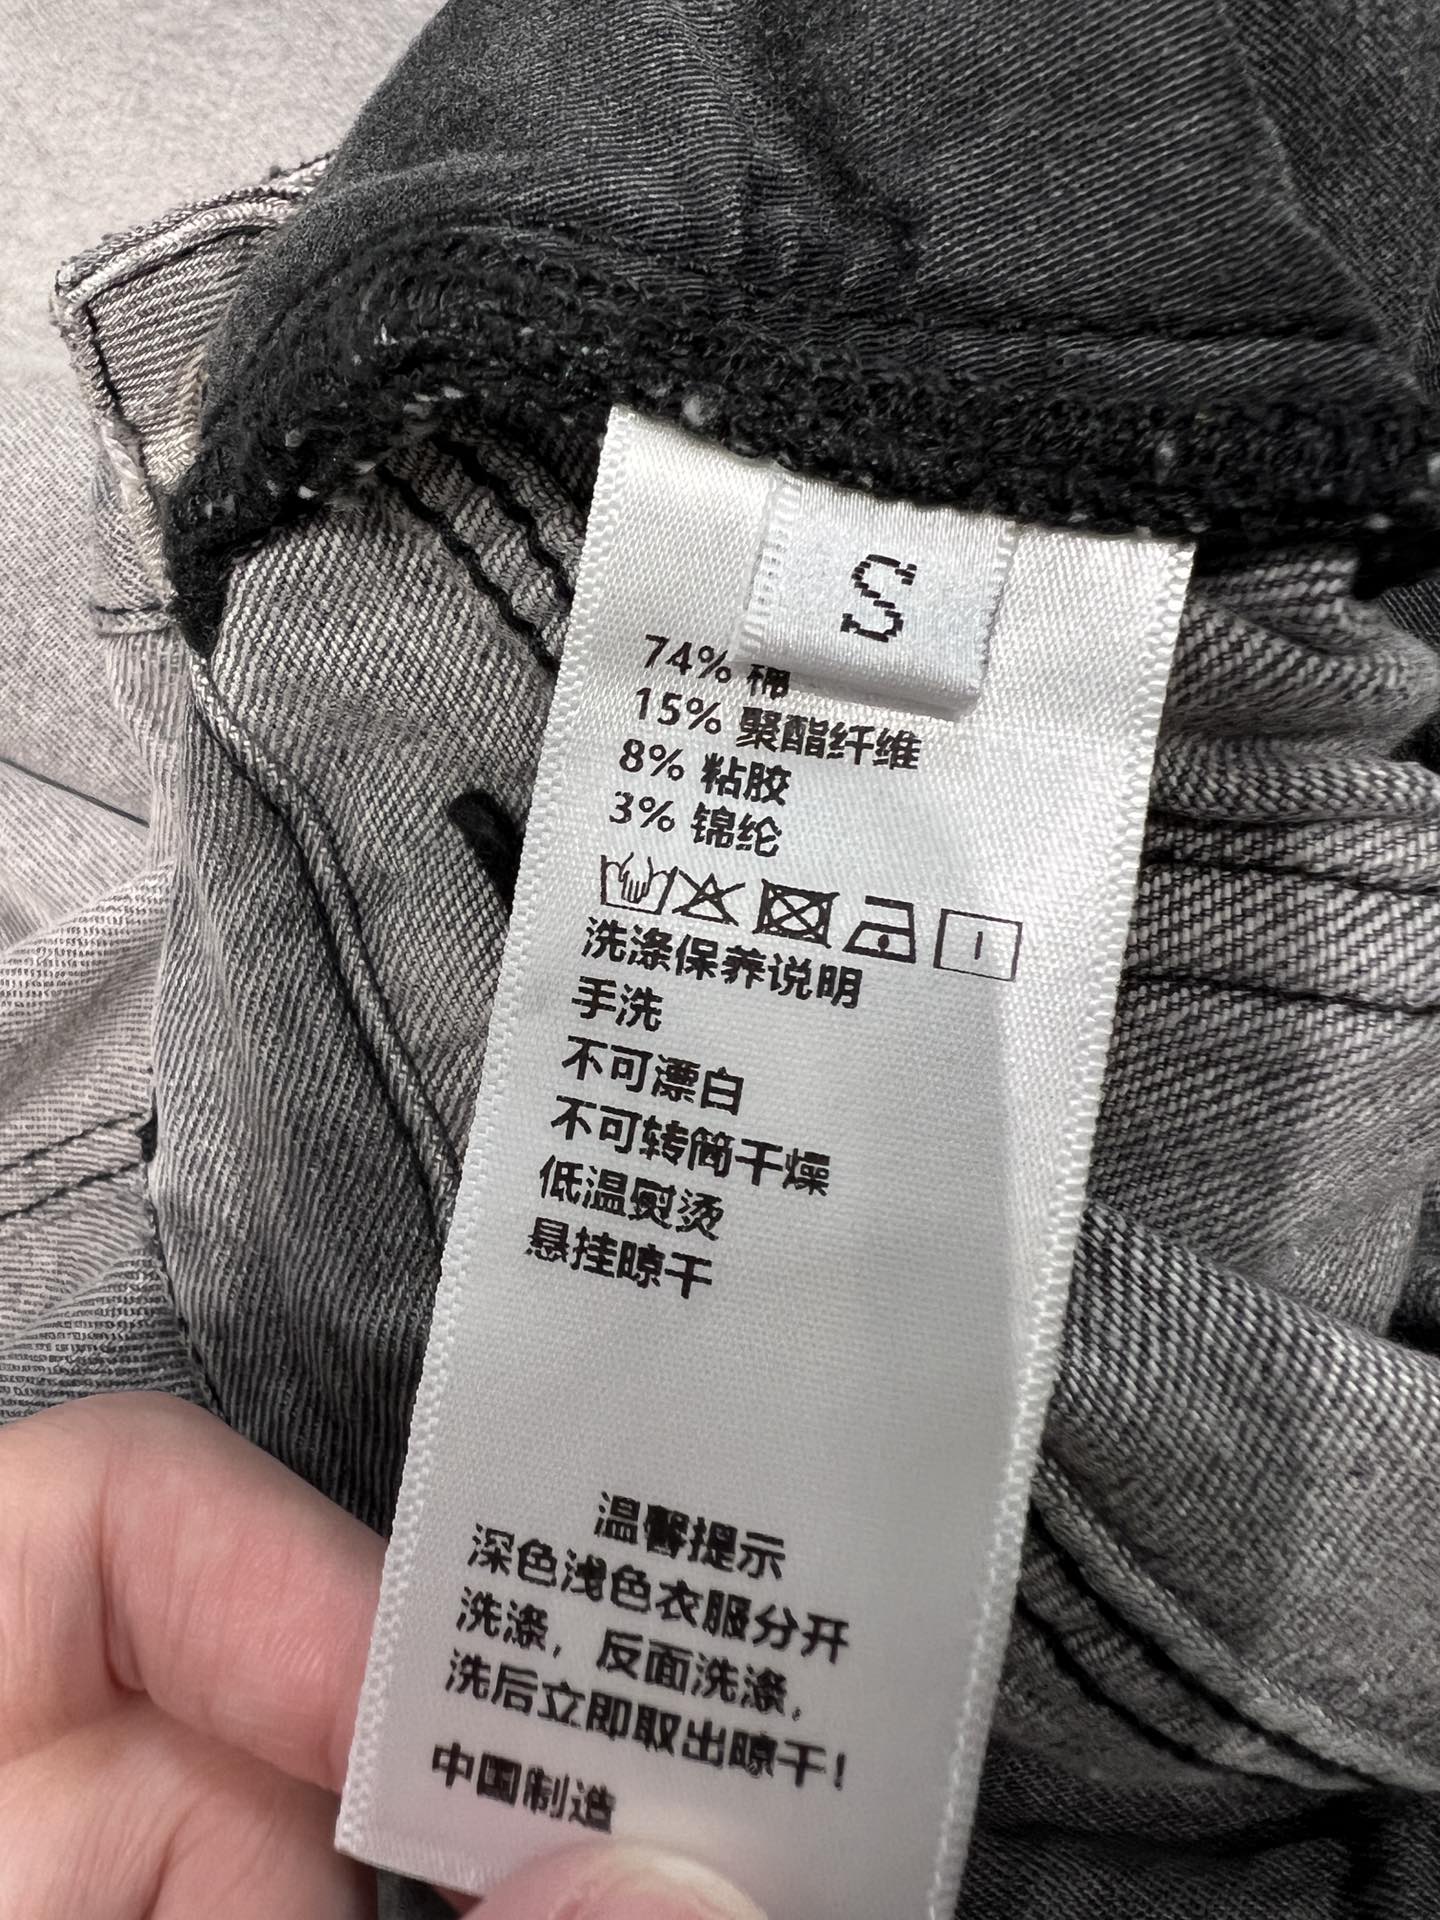 S
74% 棉
15% 聚酯纤维
8% 粘胶
3% 锦纶
洗涤保养说明
手洗
不可漂白
不可转筒干燥
低温熨烫
悬挂晾干
温馨提示
深色浅色衣服分开
洗涤，反面洗涤，
洗后立即取出晾干！
中国制造